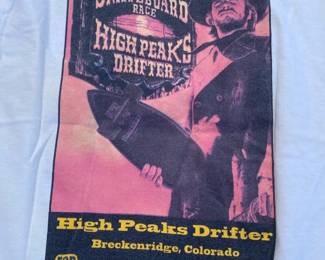 RACE
HIGH PEAKS
DRIFTER
High Peaks Drifter
Breckenridge, Colorado